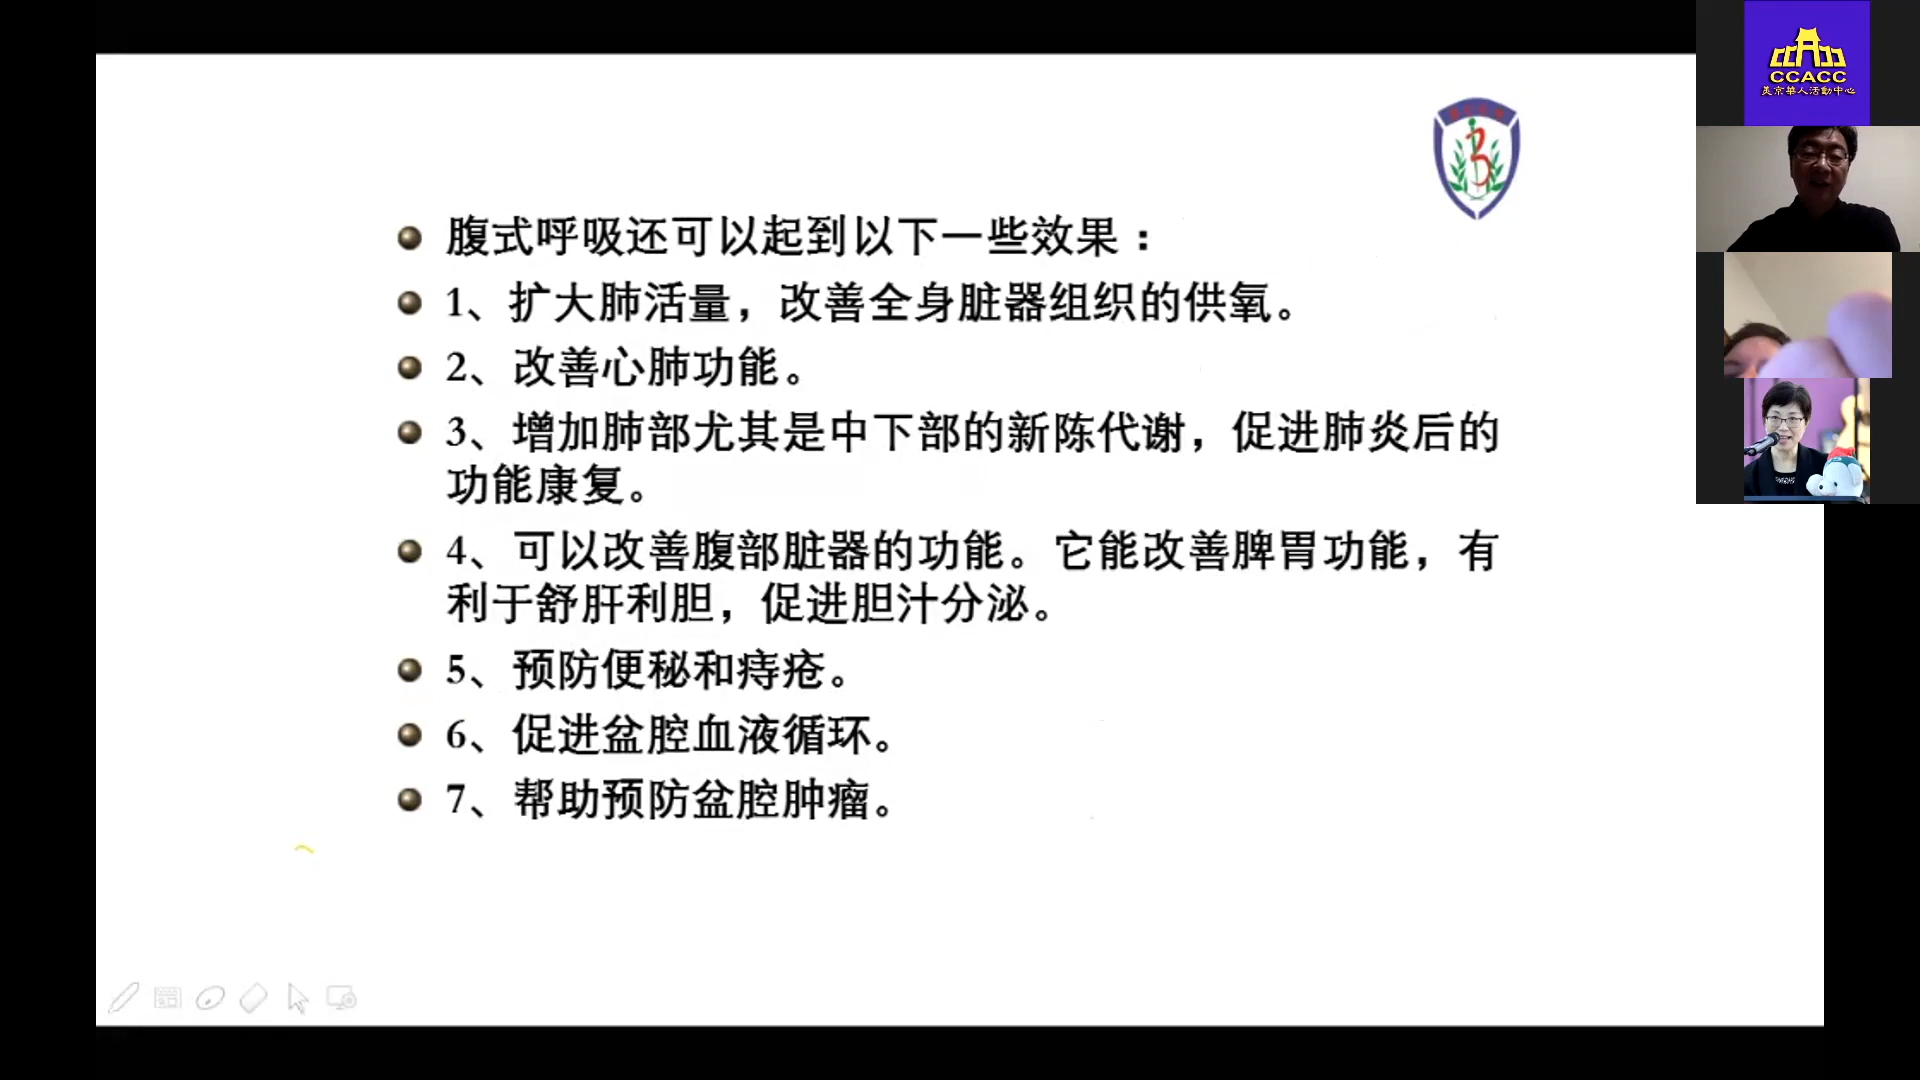 腹式呼吸还可以起到以下一些效果：
1、扩大肺活量，改善全身脏器组织的供氧。
2、改善心肺功能。
3、增加肺部尤其是中下部的新陈代谢，促进肺炎后的
功能康复。
4、可以改善腹部脏器的功能。它能改善脾胃功能，有
利于舒肝利胆，促进胆汁分泌。
5、预防便秘和痔疮。
6、促进盆腔血液循环。
7、帮助预防盆腔肿瘤。
CCACC
美京華人活動中心